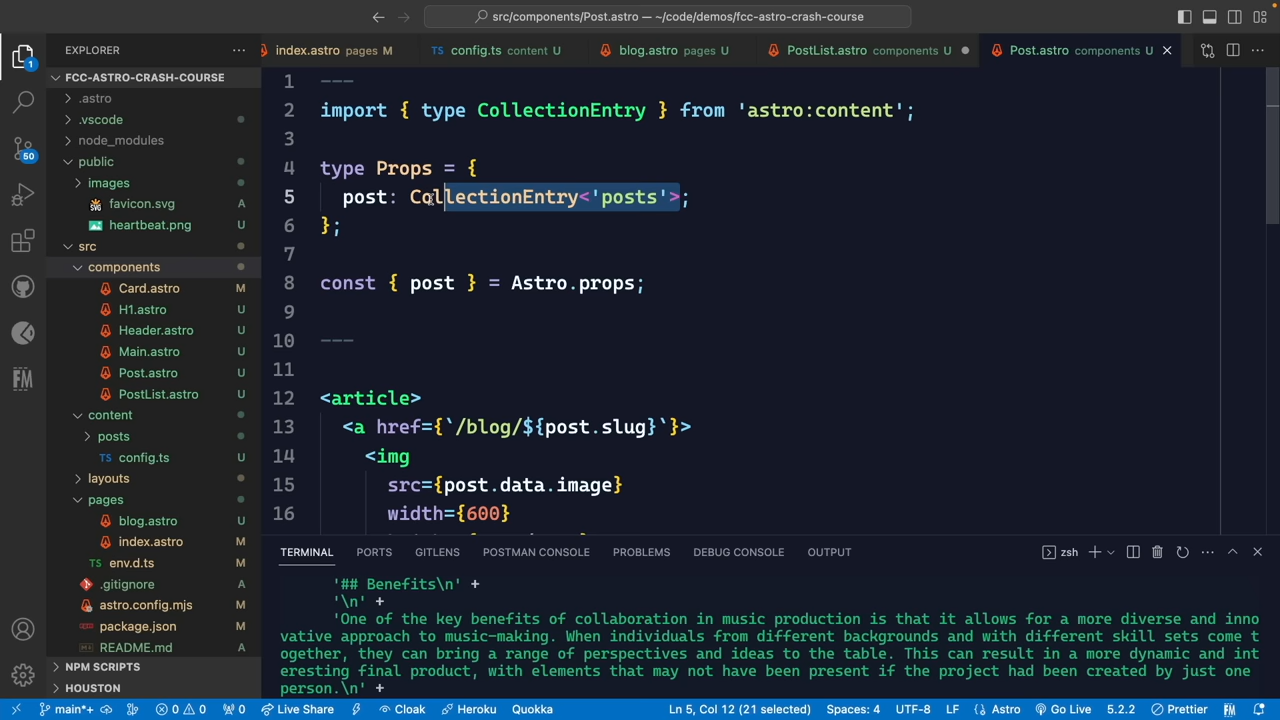 src/components/Post.astro — ~/code/demos/fcc-astro-crash-course
EXPLORER
index.astro pages M
config.ts content U
blog.astro pages U
PostList.astro components U
Post.astro components U
FCC-ASTRO-CRASH-COURSE
.astro
.vscode
node_modules
public
images
favicon.svg A
heartbeat.png A
src
components
Card.astro M
H1.astro U
Header.astro U
Main.astro U
Post.astro U
PostList.astro U
content
posts
config.ts U
layouts
pages
blog.astro U
index.astro M
env.d.ts M
.gitignore A
astro.config.mjs M
package.json M
README.md A
NPM SCRIPTS
HOUSTON
1
50
FM
1 ---
2 import { type CollectionEntry } from 'astro:content';
3
4 type Props = {
5 post: CollectionEntry<'posts'>;
6 };
7
8 const { post } = Astro.props;
9
10 ---
11
12 <article>
13 <a href={`/blog/${post.slug}`}>
14 <img
15 src={post.data.image}
16 width={600}
TERMINAL PORTS GITLENS POSTMAN CONSOLE PROBLEMS DEBUG CONSOLE OUTPUT zsh
'## Benefits\n' +
'\n' +
'One of the key benefits of collaboration in music production is that it allows for a more diverse and inno
vative approach to music-making. When individuals from different backgrounds and with different skill sets come t
ogether, they can bring a range of perspectives and ideas to the table. This can result in a more dynamic and int
eresting final product, with elements that may not have been present if the project had been created by just one
person.\n' +
main*+ 0 0 0 Live Share Cloak Heroku Quokka Ln 5, Col 12 (21 selected) Spaces: 4 UTF-8 LF {} Astro Go Live 5.2.2 Prettier FM